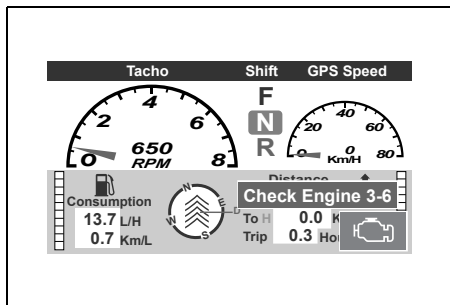 Tacho Shift GPS Speed
F
N
R
0 2 4 6 8
650
RPM
0 20 40 60 80
0
Km/H
Consumption
13.7 L/H
0.7 Km/L
N
E
S
W
D
Distance
Check Engine 3-6
To H 0.0 K
Trip 0.3 Hou